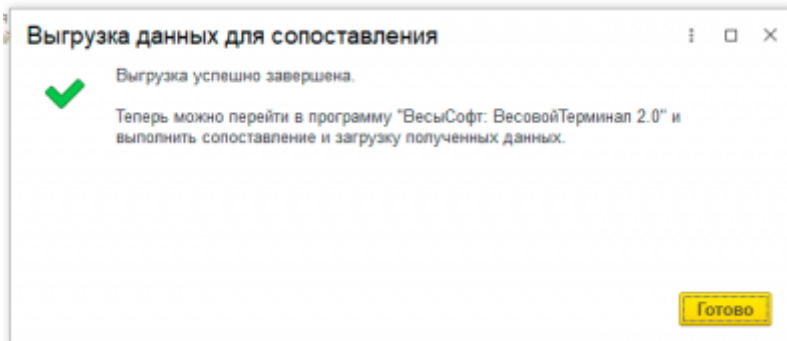 Выгрузка данных для сопоставления
Выгрузка успешно завершена.
Теперь можно перейти в программу "ВесыСофт: ВесовойТерминал 2.0" и
выполнить сопоставление и загрузку полученных данных.
Готово